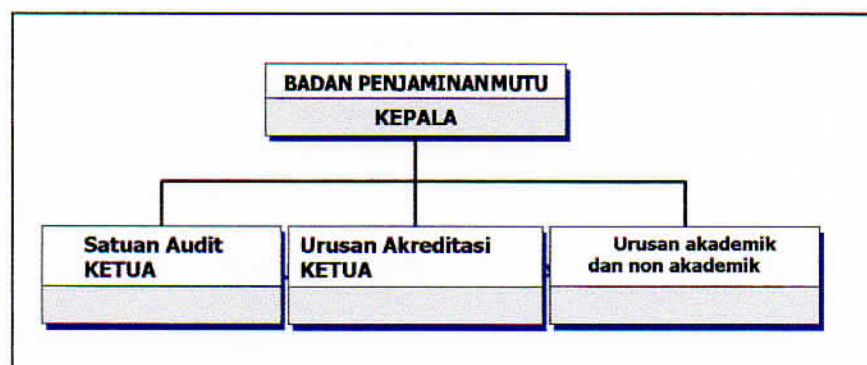 BADAN PENJAMINANMUTU
KEPALA
Satuan Audit
KETUA
Urusan Akreditasi
KETUA
Urusan akademik
dan non akademik